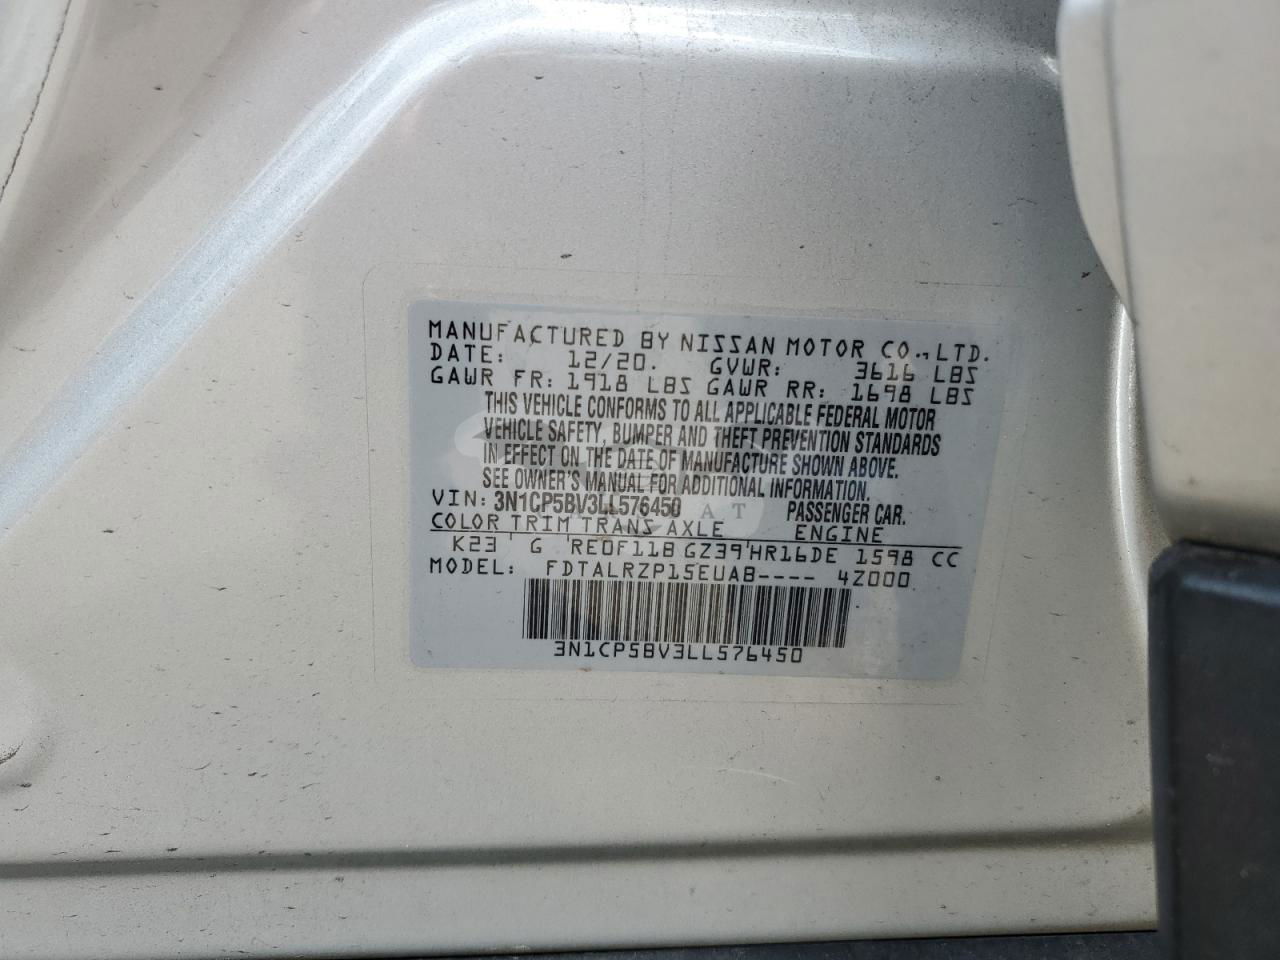 MANUFACTURED BY NISSAN MOTOR CO., LTD.
DATE: 12/20. GVWR: 3616 LBS
GAWR FR: 1918 LBS GAWR RR: 1698 LBS
THIS VEHICLE CONFORMS TO ALL APPLICABLE FEDERAL MOTOR
VEHICLE SAFETY, BUMPER AND THEFT PREVENTION STANDARDS
IN EFFECT ON THE DATE OF MANUFACTURE SHOWN ABOVE.
SEE OWNER'S MANUAL FOR ADDITIONAL INFORMATION.
VIN: 3N1CP5BV3LL576450 PASSENGER CAR.
COLOR TRIM TRANS AXLE ENGINE
K23 G RE0F11B GZ39 HR16DE 1598 CC
MODEL: FDTALRZP15EUAB---- 4Z000
3N1CP5BV3LL576450